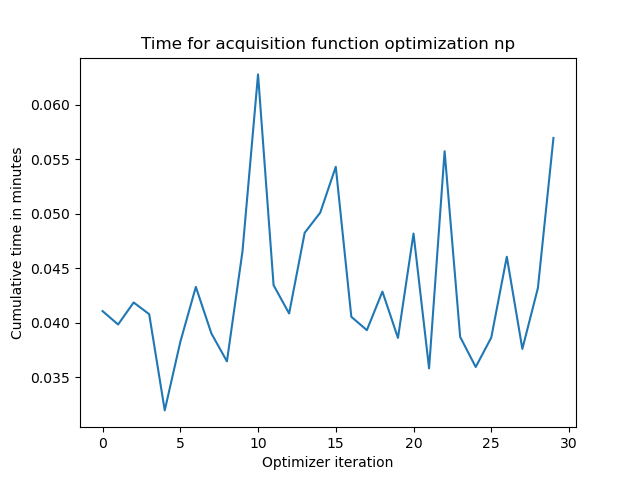 Time for acquisition function optimization np
0.060
0.055
0.050
0.045
0.040
0.035
Cumulative time in minutes
0 5 10 15 20 25 30
Optimizer iteration